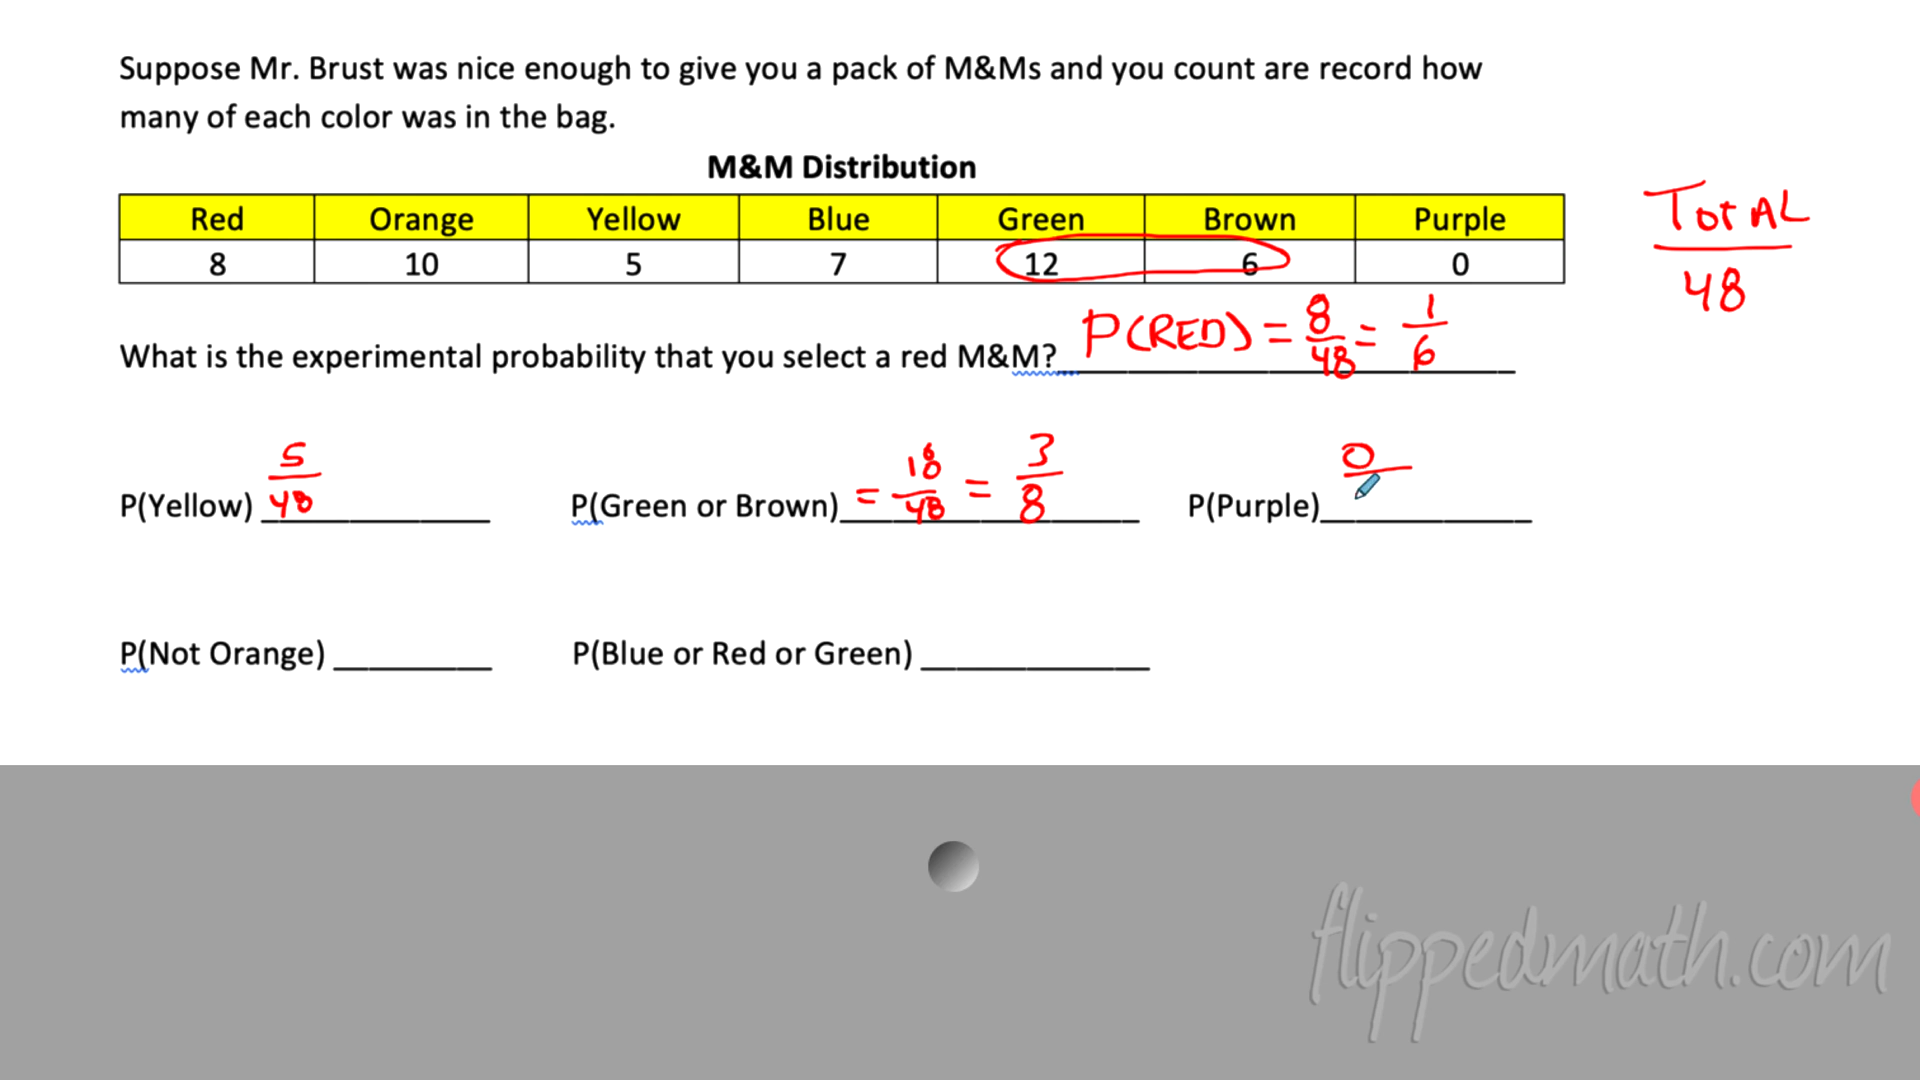 Suppose Mr. Brust was nice enough to give you a pack of M&Ms and you count are record how
many of each color was in the bag.
M&M Distribution
Red Orange Yellow Blue Green Brown Purple
8 10 5 7 12 6 0
TOTAL
48
What is the experimental probability that you select a red M&M? P(RED) = 8/48 = 1/6
P(Yellow) 5/48 P(Green or Brown) = 18/48 = 3/8 P(Purple) 0
P(Not Orange) P(Blue or Red or Green)
flippedmath.com